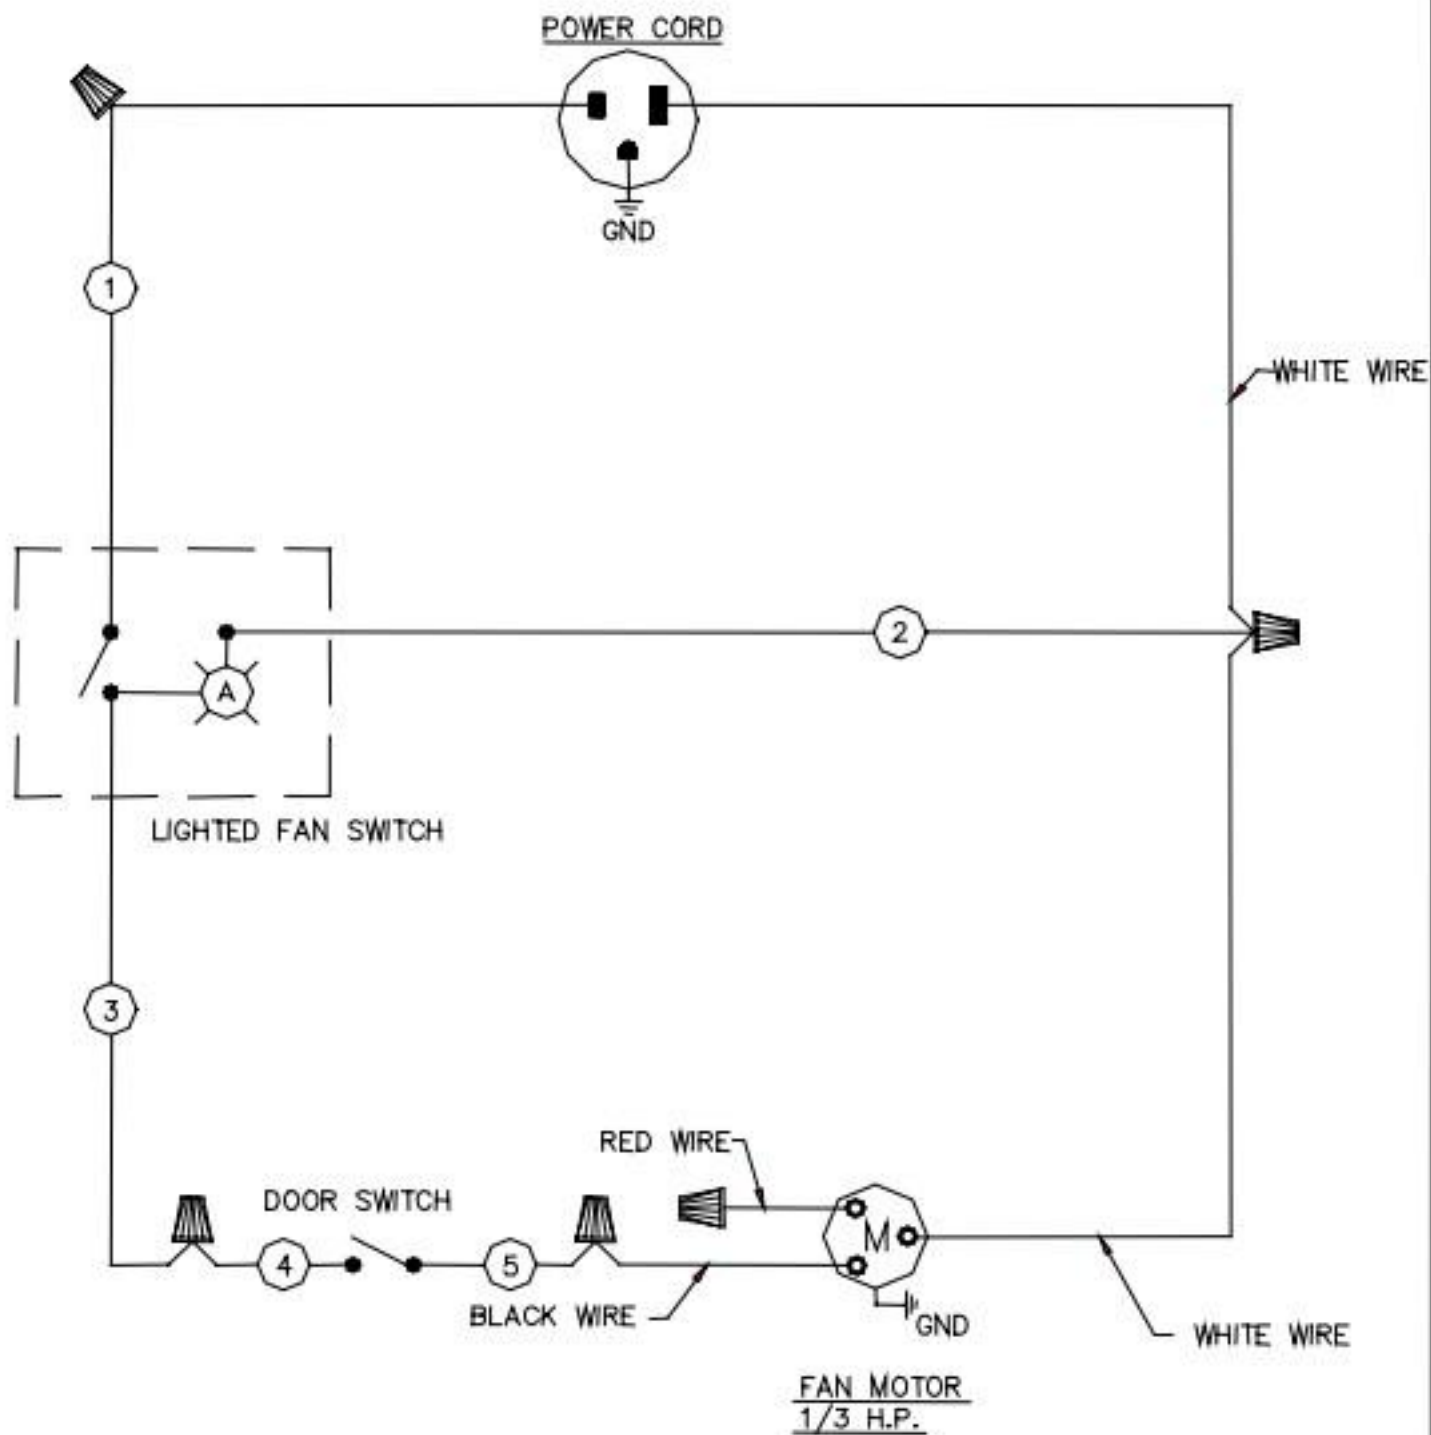 POWER CORD
GND
1
WHITE WIRE
2
A
LIGHTED FAN SWITCH
3
RED WIRE
DOOR SWITCH
M
4
5
BLACK WIRE
GND
WHITE WIRE
FAN MOTOR
1/3 H.P.